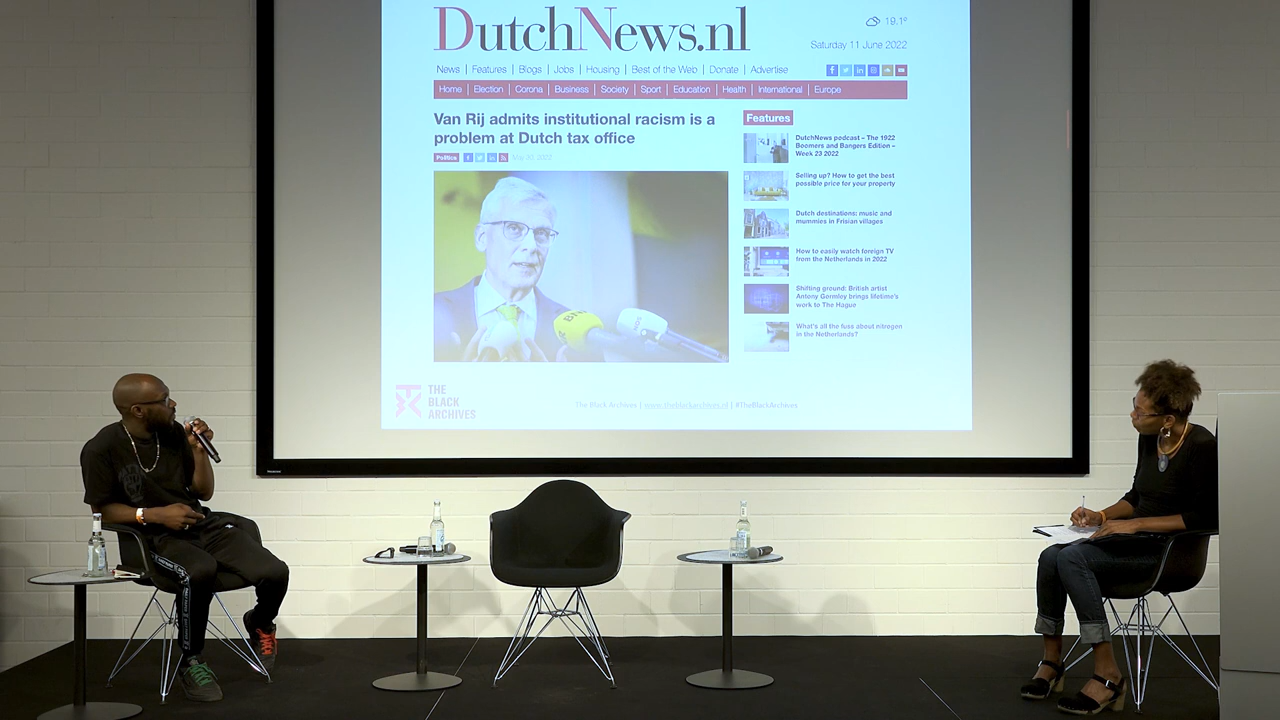 DutchNews.nl
19.1°
Saturday 11 June 2022
News | Features | Blogs | Jobs | Housing | Best of the Web | Donate | Advertise
Home | Election | Corona | Business | Society | Sport | Education | Health | International | Europe
Van Rij admits institutional racism is a
problem at Dutch tax office
Politics
May 30, 2022
Features
DutchNews podcast – The 1922
Boomers and Bangers Edition –
Week 23 2022
Selling up? How to get the best
possible price for your property
Dutch destinations: music and
mummies in Frisian villages
How to easily watch foreign TV
from the Netherlands in 2022
Shifting ground: British artist
Antony Gormley brings lifetime's
work to The Hague
What's all the fuss about nitrogen
in the Netherlands?
THE
BLACK
ARCHIVES
The Black Archives | www.theblackarchives.nl | #TheBlackArchives